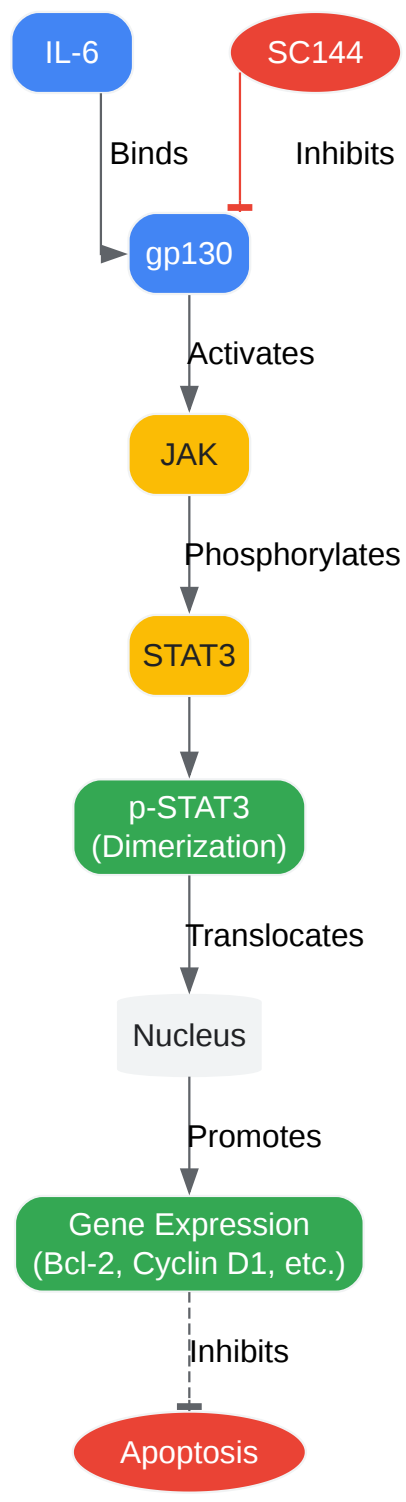 IL-6
SC144
Binds
Inhibits
gp130
Activates
JAK
Phosphorylates
STAT3
p-STAT3
(Dimerization)
Translocates
Nucleus
Promotes
Gene Expression
(Bcl-2, Cyclin D1, etc.)
Inhibits
Apoptosis